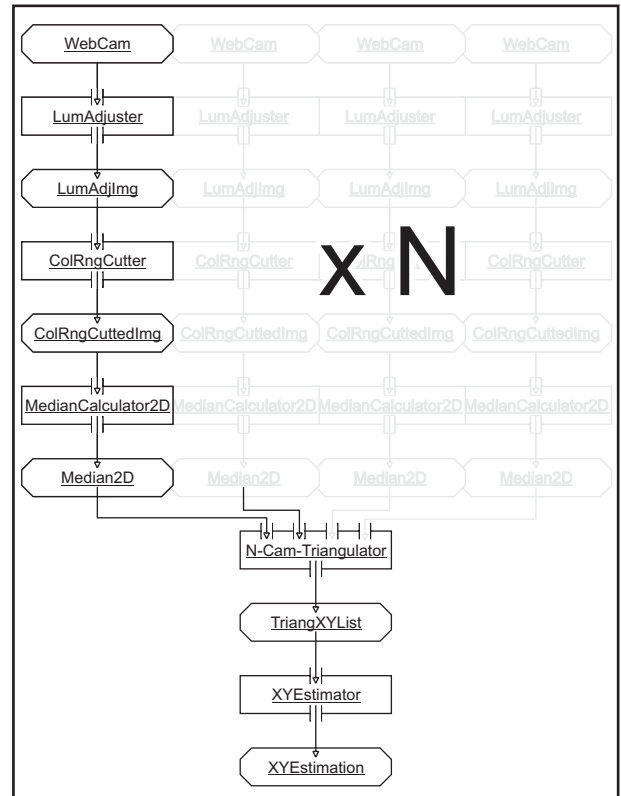 WebCam WebCam WebCam WebCam
LumAdjuster LumAdjuster LumAdjuster LumAdjuster
LumAdjImg LumAdjImg LumAdjImg LumAdjImg
x N
ColRngCutter ColRngCutter ColRngCutter ColRngCutter
ColRngCuttedImg ColRngCuttedImg ColRngCuttedImg ColRngCuttedImg
MedianCalculator2D MedianCalculator2D MedianCalculator2D MedianCalculator2D
Median2D Median2D Median2D Median2D
N-Cam-Triangulator
TriangXYList
XYEstimator
XYEstimation